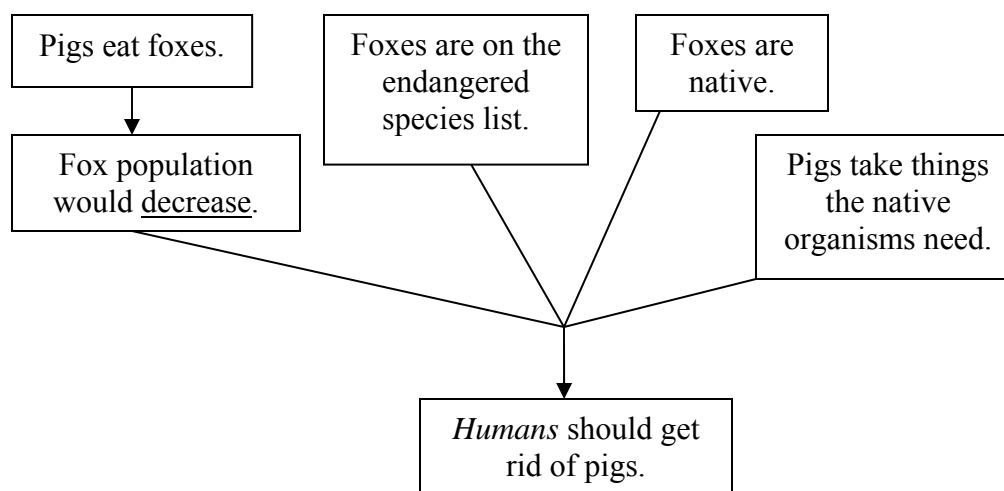 Pigs eat foxes.
Fox population
would decrease.
Foxes are on the
endangered
species list.
Foxes are
native.
Pigs take things
the native
organisms need.
Humans should get
rid of pigs.